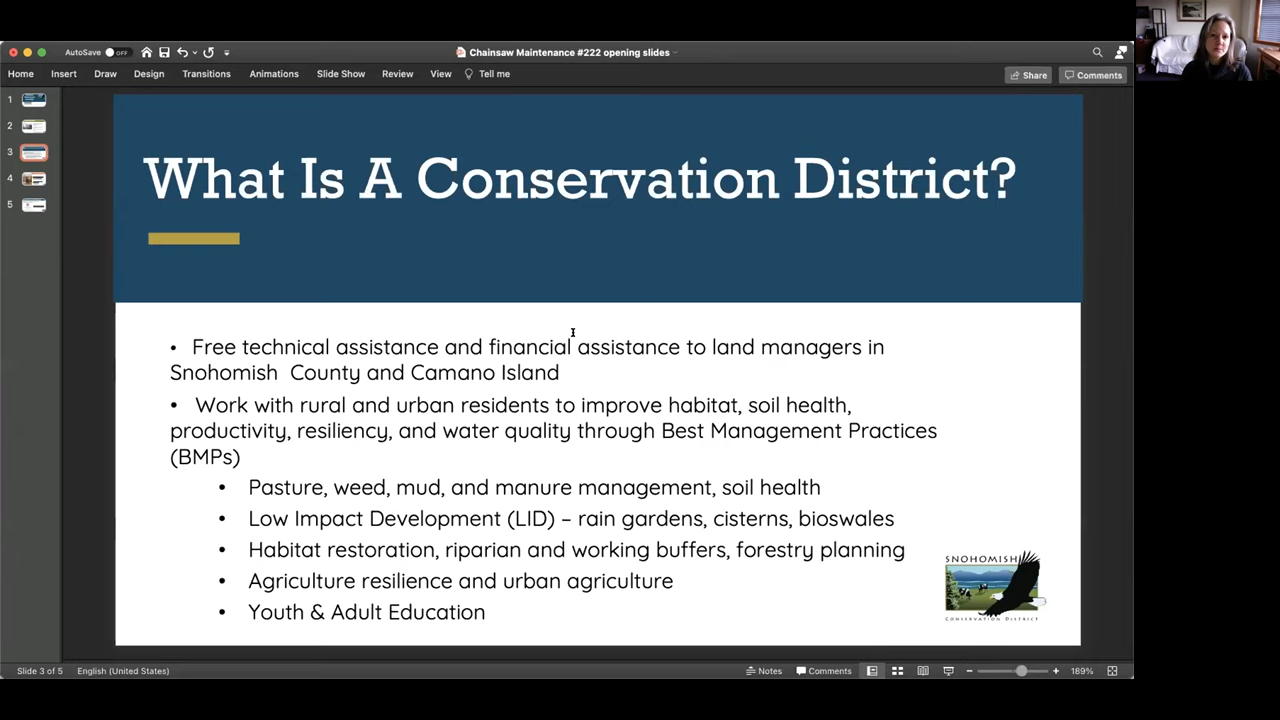 AutoSave OFF
Chainsaw Maintenance #222 opening slides
Home Insert Draw Design Transitions Animations Slide Show Review View Tell me Share Comments
1
2
3
4
5
What Is A Conservation District?
• Free technical assistance and financial assistance to land managers in
Snohomish County and Camano Island
• Work with rural and urban residents to improve habitat, soil health,
productivity, resiliency, and water quality through Best Management Practices
(BMPs)
• Pasture, weed, mud, and manure management, soil health
• Low Impact Development (LID) – rain gardens, cisterns, bioswales
• Habitat restoration, riparian and working buffers, forestry planning
• Agriculture resilience and urban agriculture
• Youth & Adult Education
SNOHOMISH
CONSERVATION DISTRICT
Slide 3 of 5 English (United States) Notes Comments 189%